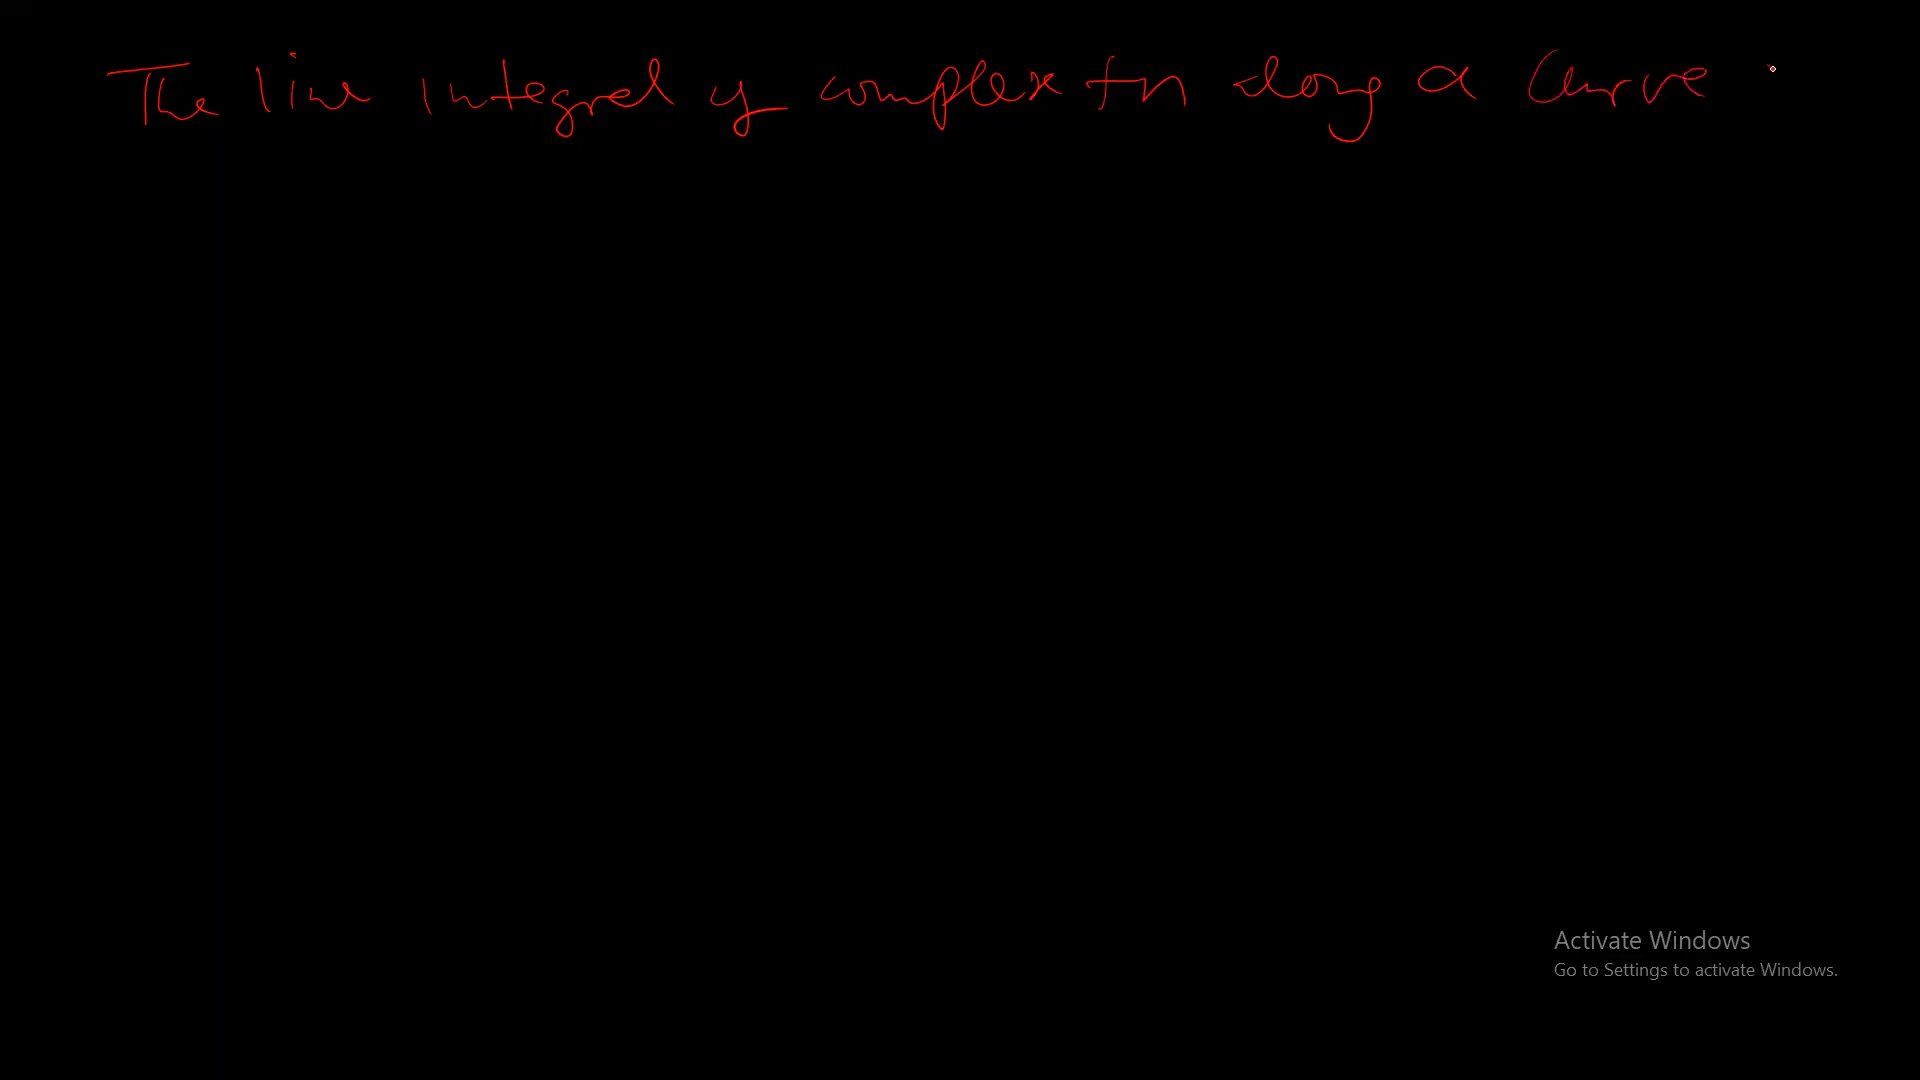 The line integral of complex fn along a Curve
Activate Windows
Go to Settings to activate Windows.